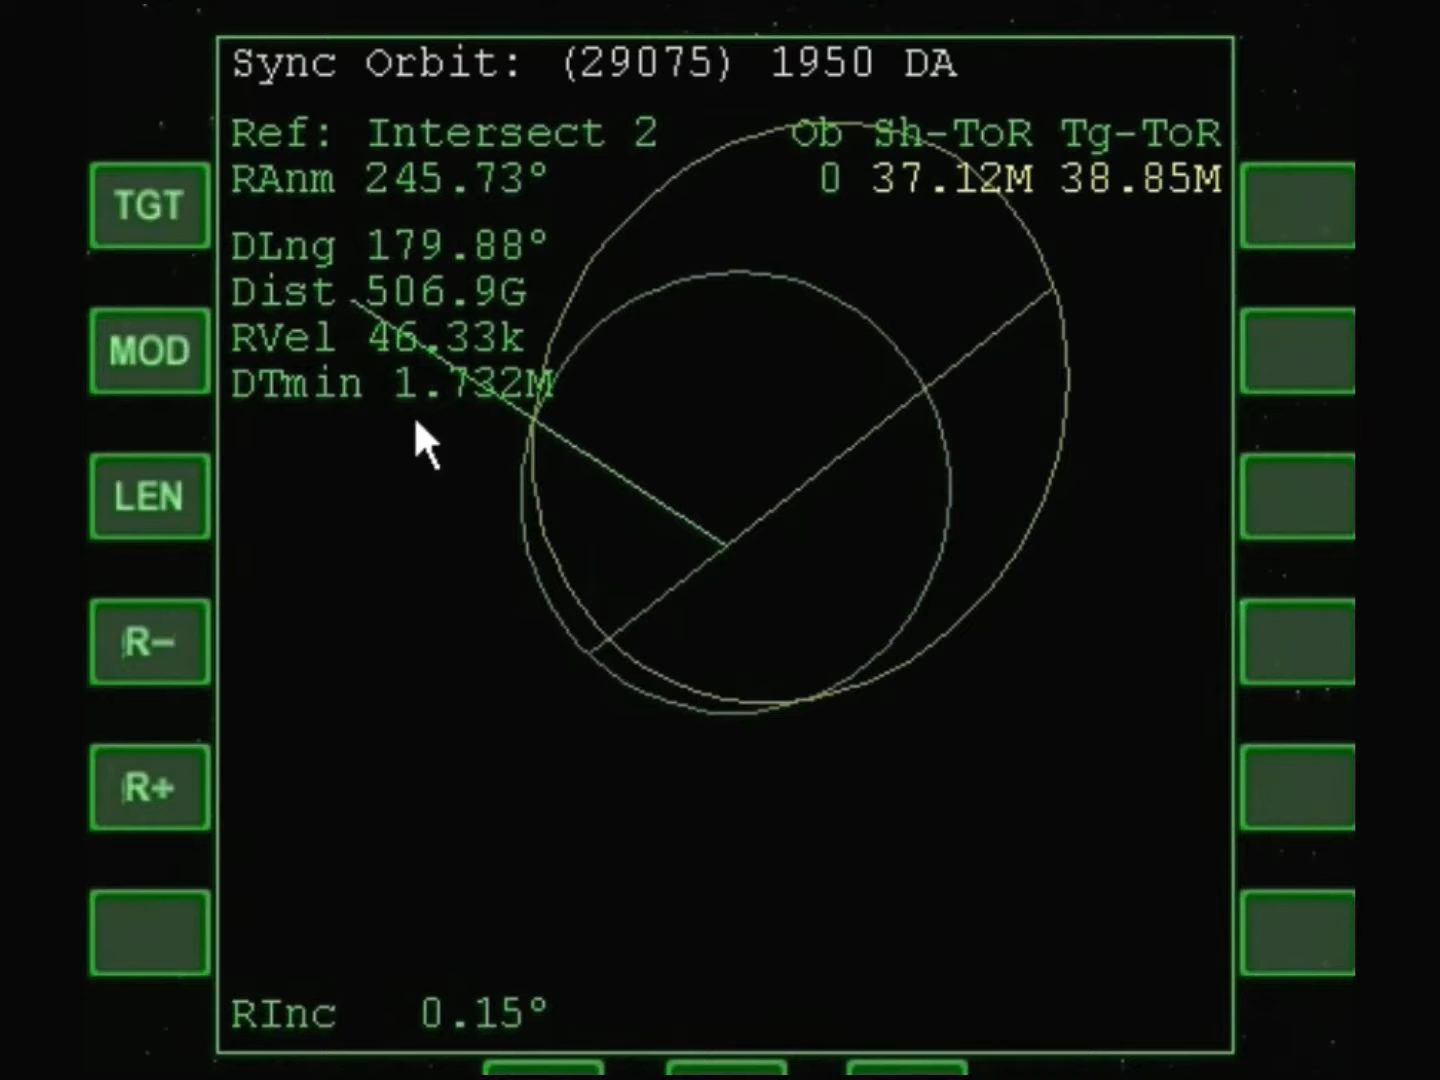 Sync Orbit: (29075) 1950 DA
Ref: Intersect 2 Ob Sh-ToR Tg-ToR
RAnm 245.73° 0 37.12M 38.85M
DLng 179.88°
Dist 506.9G
RVel 46.33k
DTmin 1.732M
TGT
MOD
LEN
R-
R+
RInc 0.15°